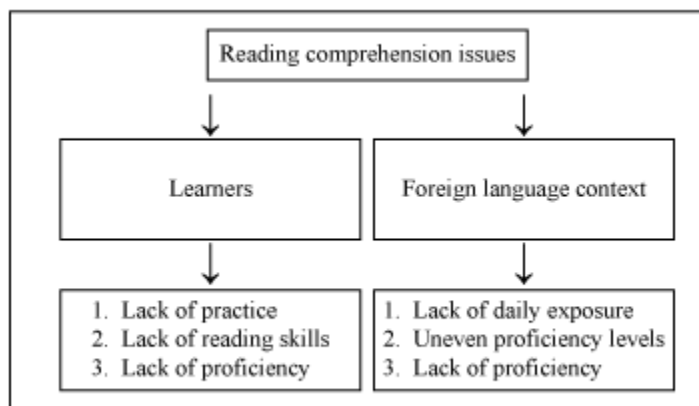 Reading comprehension issues
Learners
Foreign language context
1. Lack of practice
2. Lack of reading skills
3. Lack of proficiency
1. Lack of daily exposure
2. Uneven proficiency levels
3. Lack of proficiency